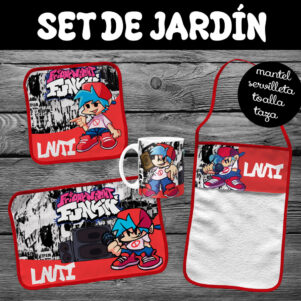 SET DE JARDÍN
mantel
servilleta
toalla
taza
FRIDAY NIGHT
FUNKIN'
LAUTI
LAUTI
FRIDAY NIGHT
FUNKIN'
LAUTI